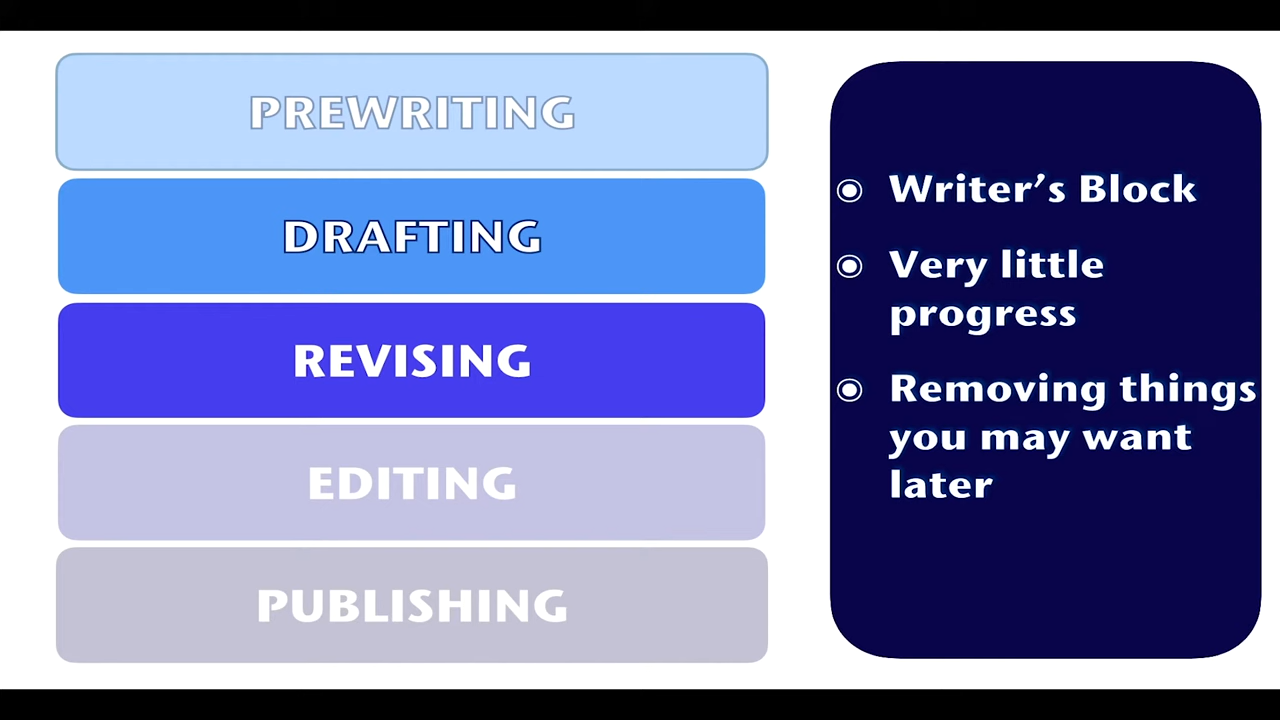 PREWRITING
DRAFTING
REVISING
EDITING
PUBLISHING
Writer’s Block
Very little
progress
Removing things
you may want
later